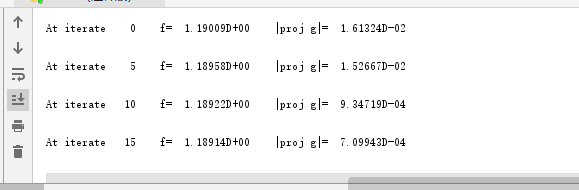 At iterate 0 f= 1.19009D+00 |proj g|= 1.61324D-02
At iterate 5 f= 1.18958D+00 |proj g|= 1.52667D-02
At iterate 10 f= 1.18922D+00 |proj g|= 9.34719D-04
At iterate 15 f= 1.18914D+00 |proj g|= 7.09943D-04